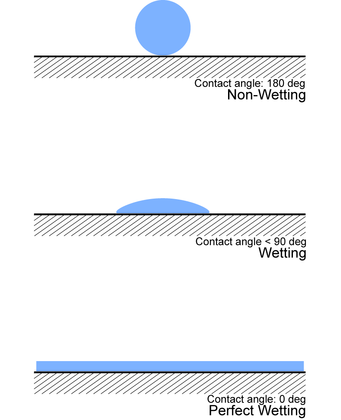 Contact angle: 180 deg
Non-Wetting
Contact angle < 90 deg
Wetting
Contact angle: 0 deg
Perfect Wetting